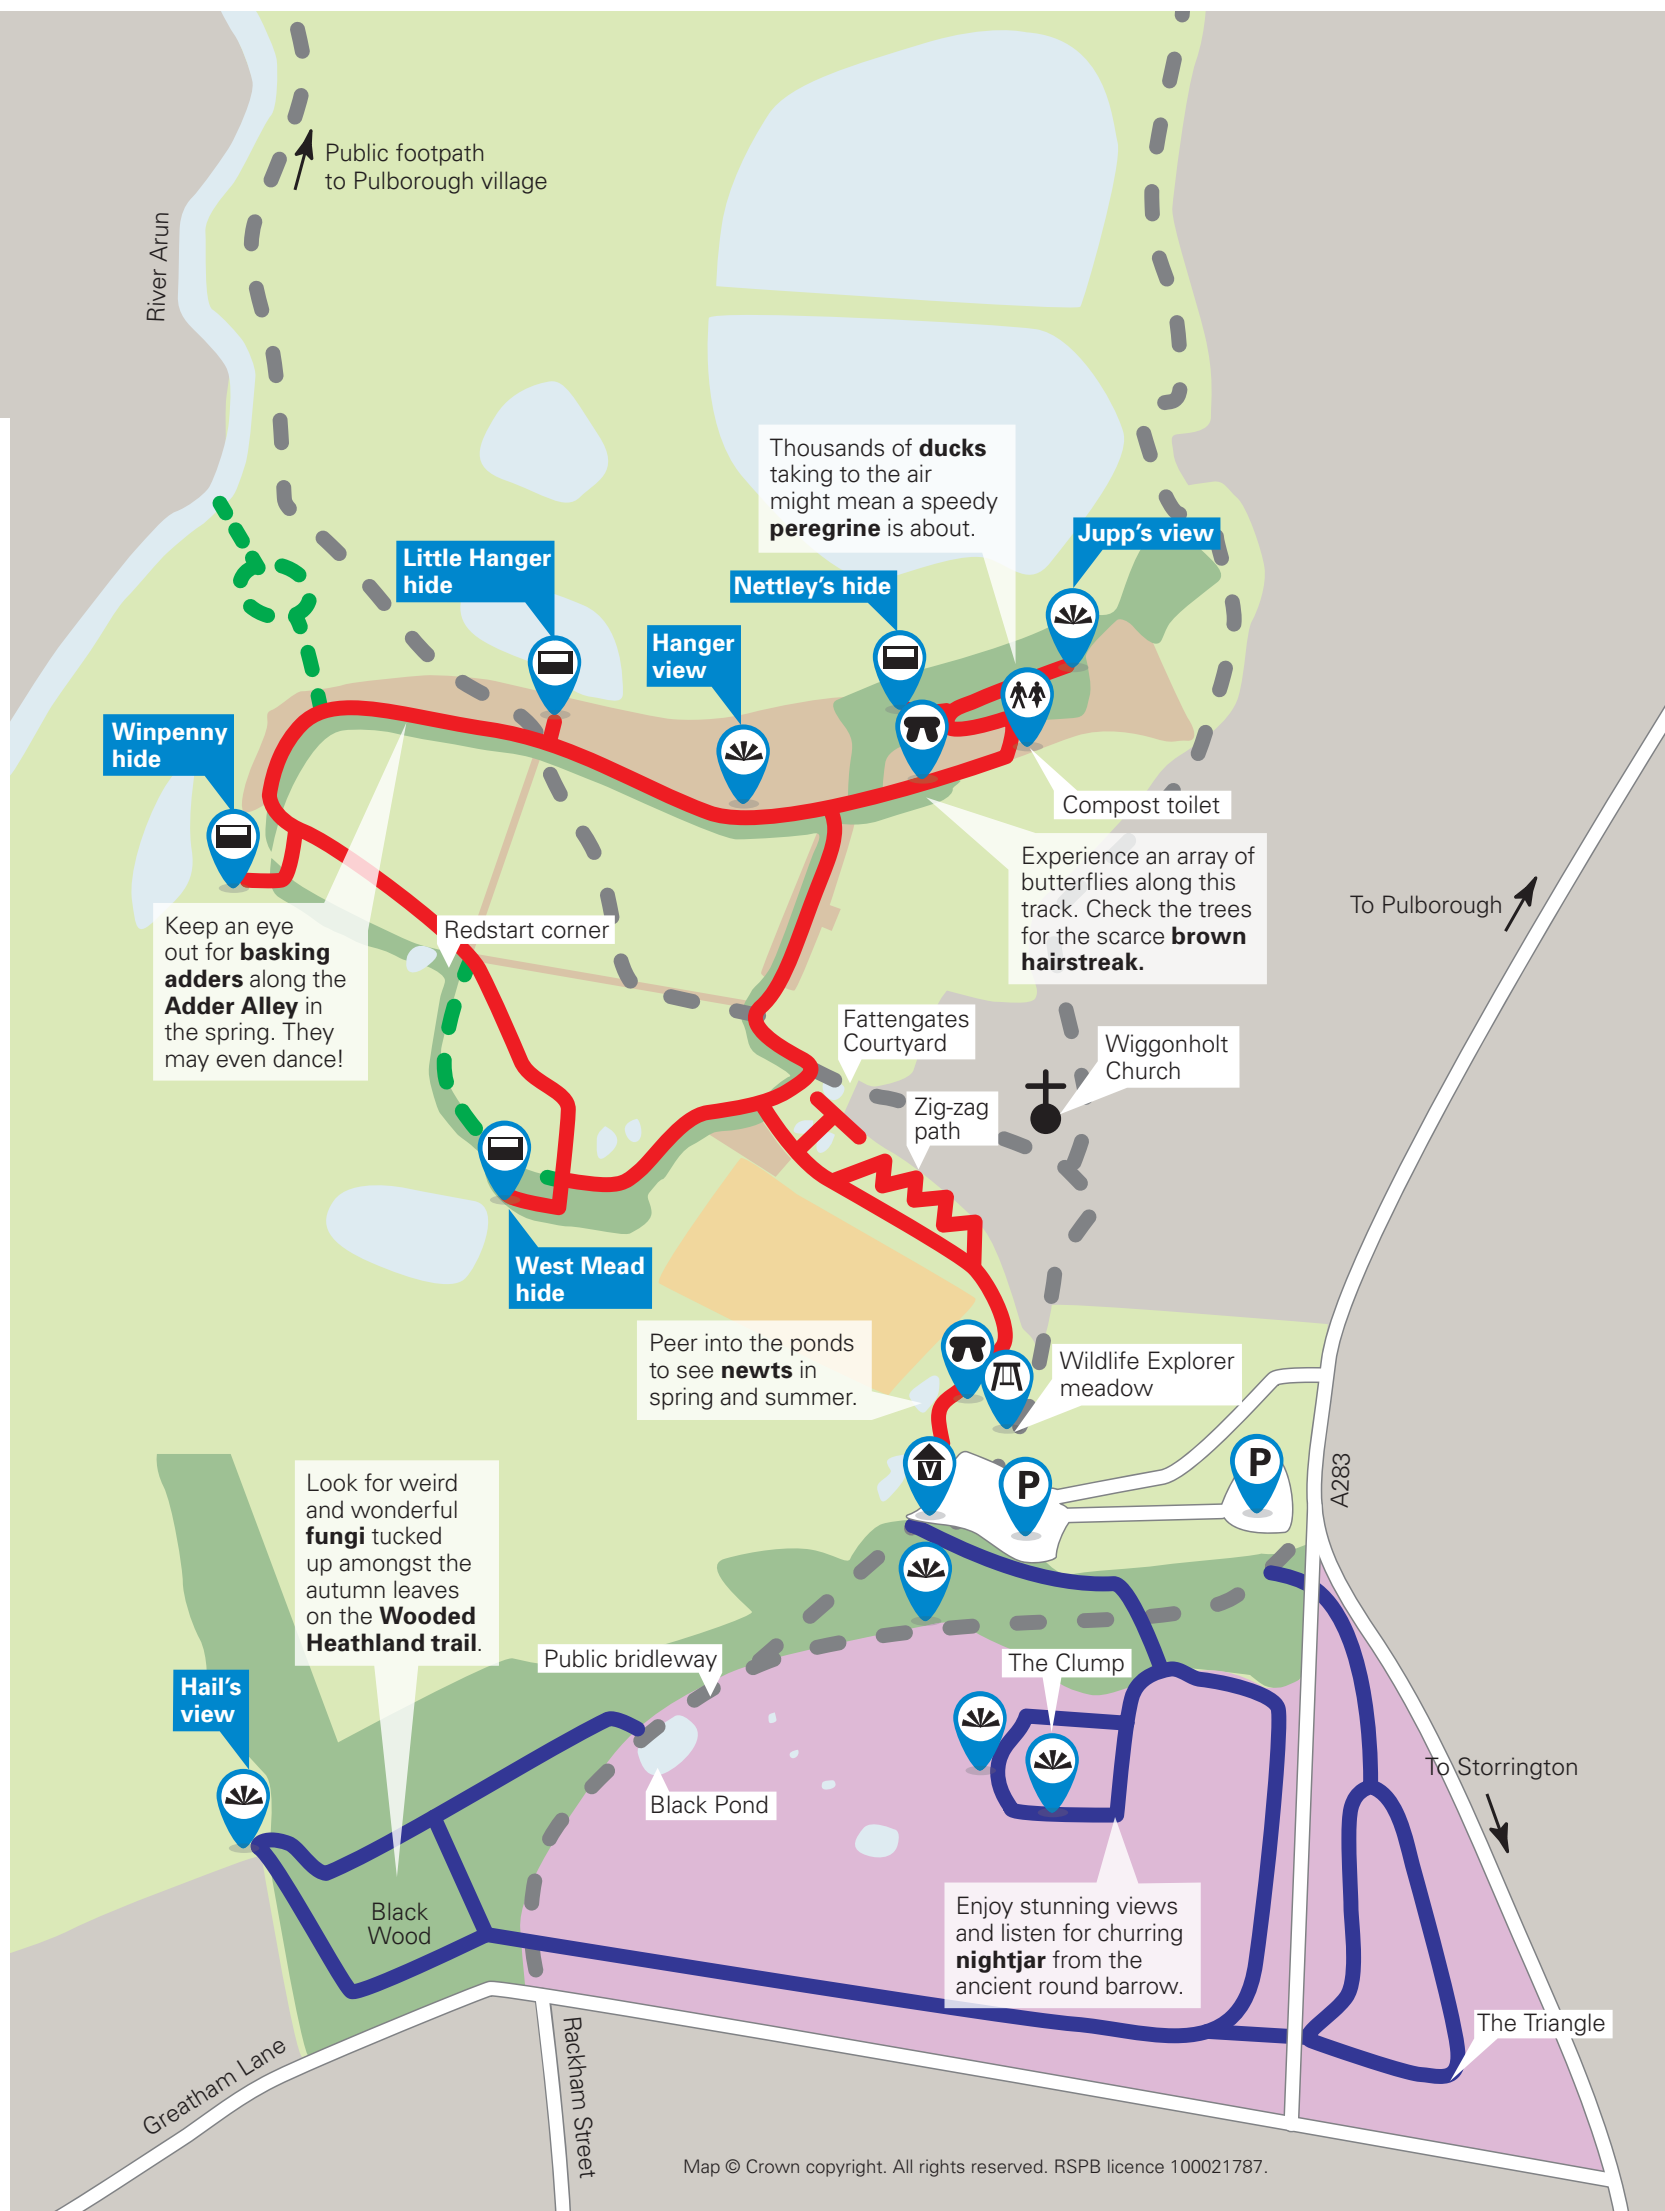 Public footpath
to Pulborough village
River Arun
Thousands of ducks
taking to the air
might mean a speedy
peregrine is about.
Jupp's view
Little Hanger
hide
Nettley's hide
Hanger
view
Winpenny
hide
Compost toilet
Experience an array of
butterflies along this
track. Check the trees
for the scarce brown
hairstreak.
To Pulborough
Keep an eye
out for basking
adders along the
Adder Alley in
the spring. They
may even dance!
Redstart corner
Fattengates
Courtyard
Wiggonholt
Church
Zig-zag
path
West Mead
hide
Peer into the ponds
to see newts in
spring and summer.
Wildlife Explorer
meadow
V
P
P
A283
Look for weird
and wonderful
fungi tucked
up amongst the
autumn leaves
on the Wooded
Heathland trail.
Public bridleway
The Clump
Hail's
view
To Storrington
Black Pond
Black
Wood
Enjoy stunning views
and listen for churring
nightjar from the
ancient round barrow.
The Triangle
Greatham Lane
Rackham Street
Map © Crown copyright. All rights reserved. RSPB licence 100021787.